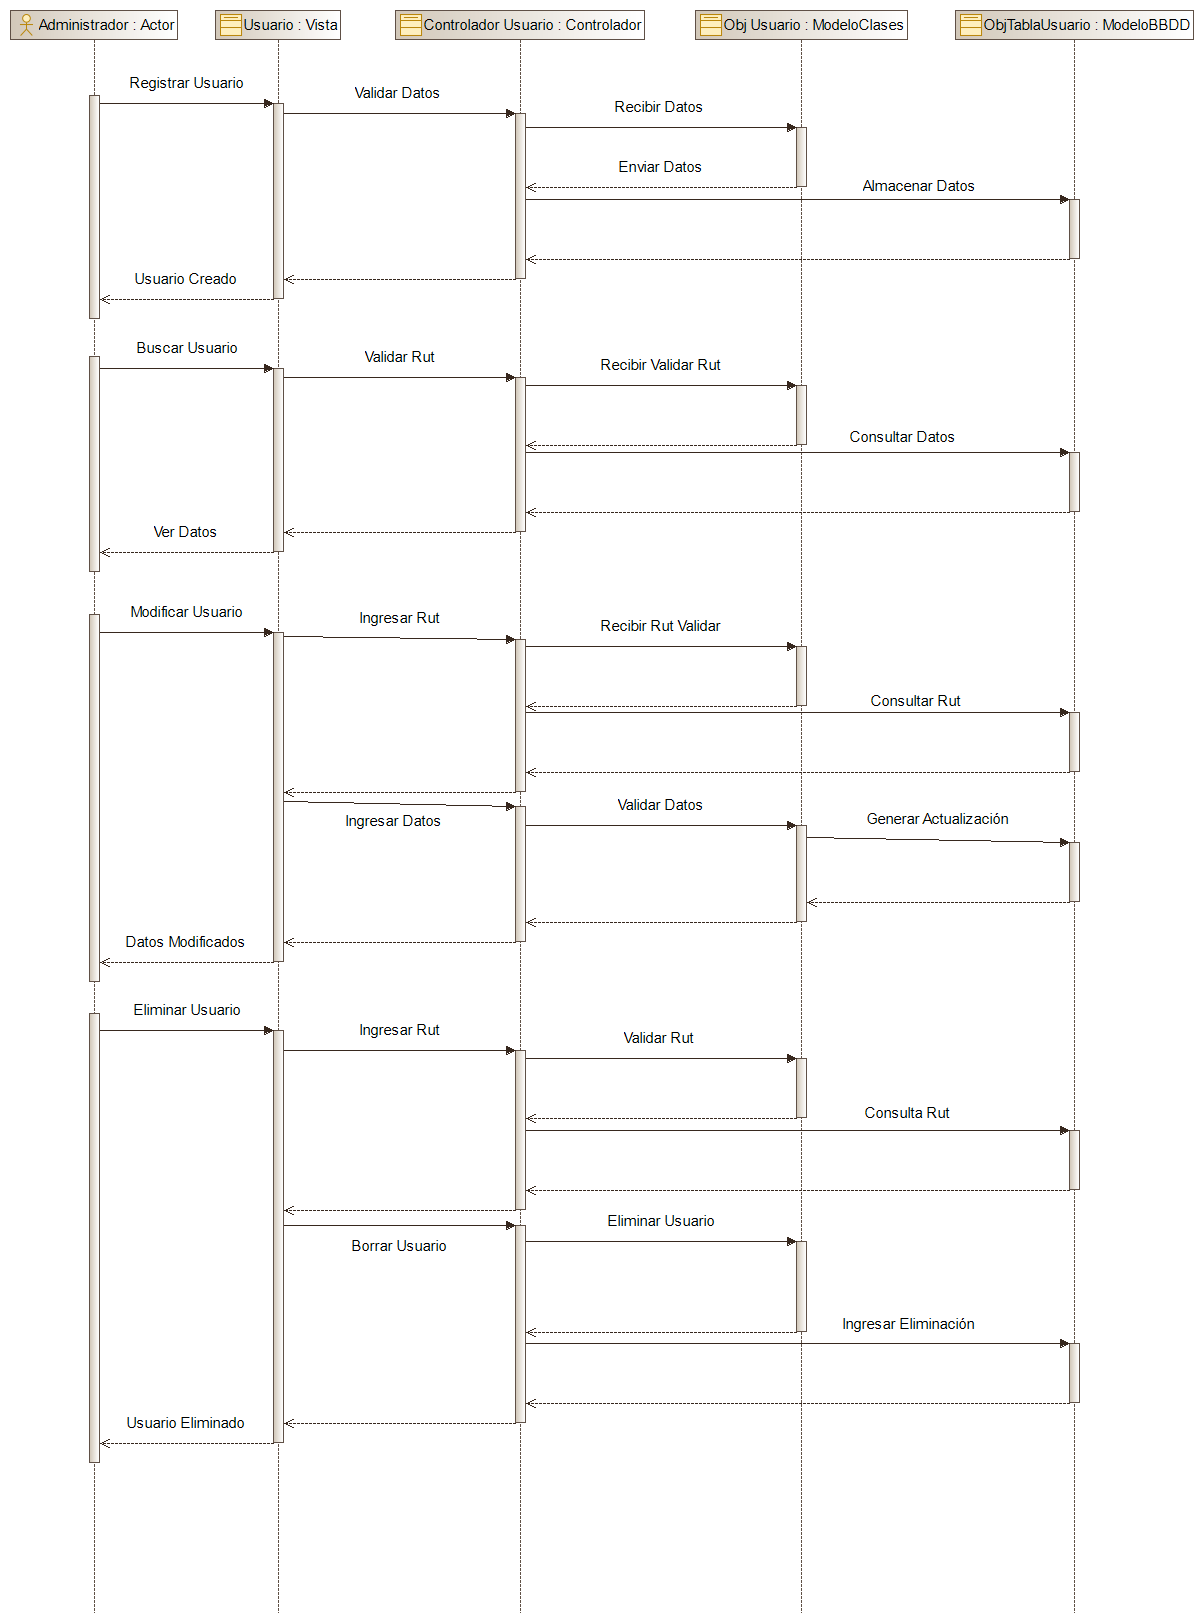 Administrador : Actor
Usuario : Vista
Controlador Usuario : Controlador
Obj Usuario : ModeloClases
ObjTablaUsuario : ModeloBBDD
Registrar Usuario
Validar Datos
Recibir Datos
Enviar Datos
Almacenar Datos
Usuario Creado
Buscar Usuario
Validar Rut
Recibir Validar Rut
Consultar Datos
Ver Datos
Modificar Usuario
Ingresar Rut
Recibir Rut Validar
Consultar Rut
Validar Datos
Ingresar Datos
Generar Actualización
Datos Modificados
Eliminar Usuario
Ingresar Rut
Validar Rut
Consulta Rut
Eliminar Usuario
Borrar Usuario
Ingresar Eliminación
Usuario Eliminado